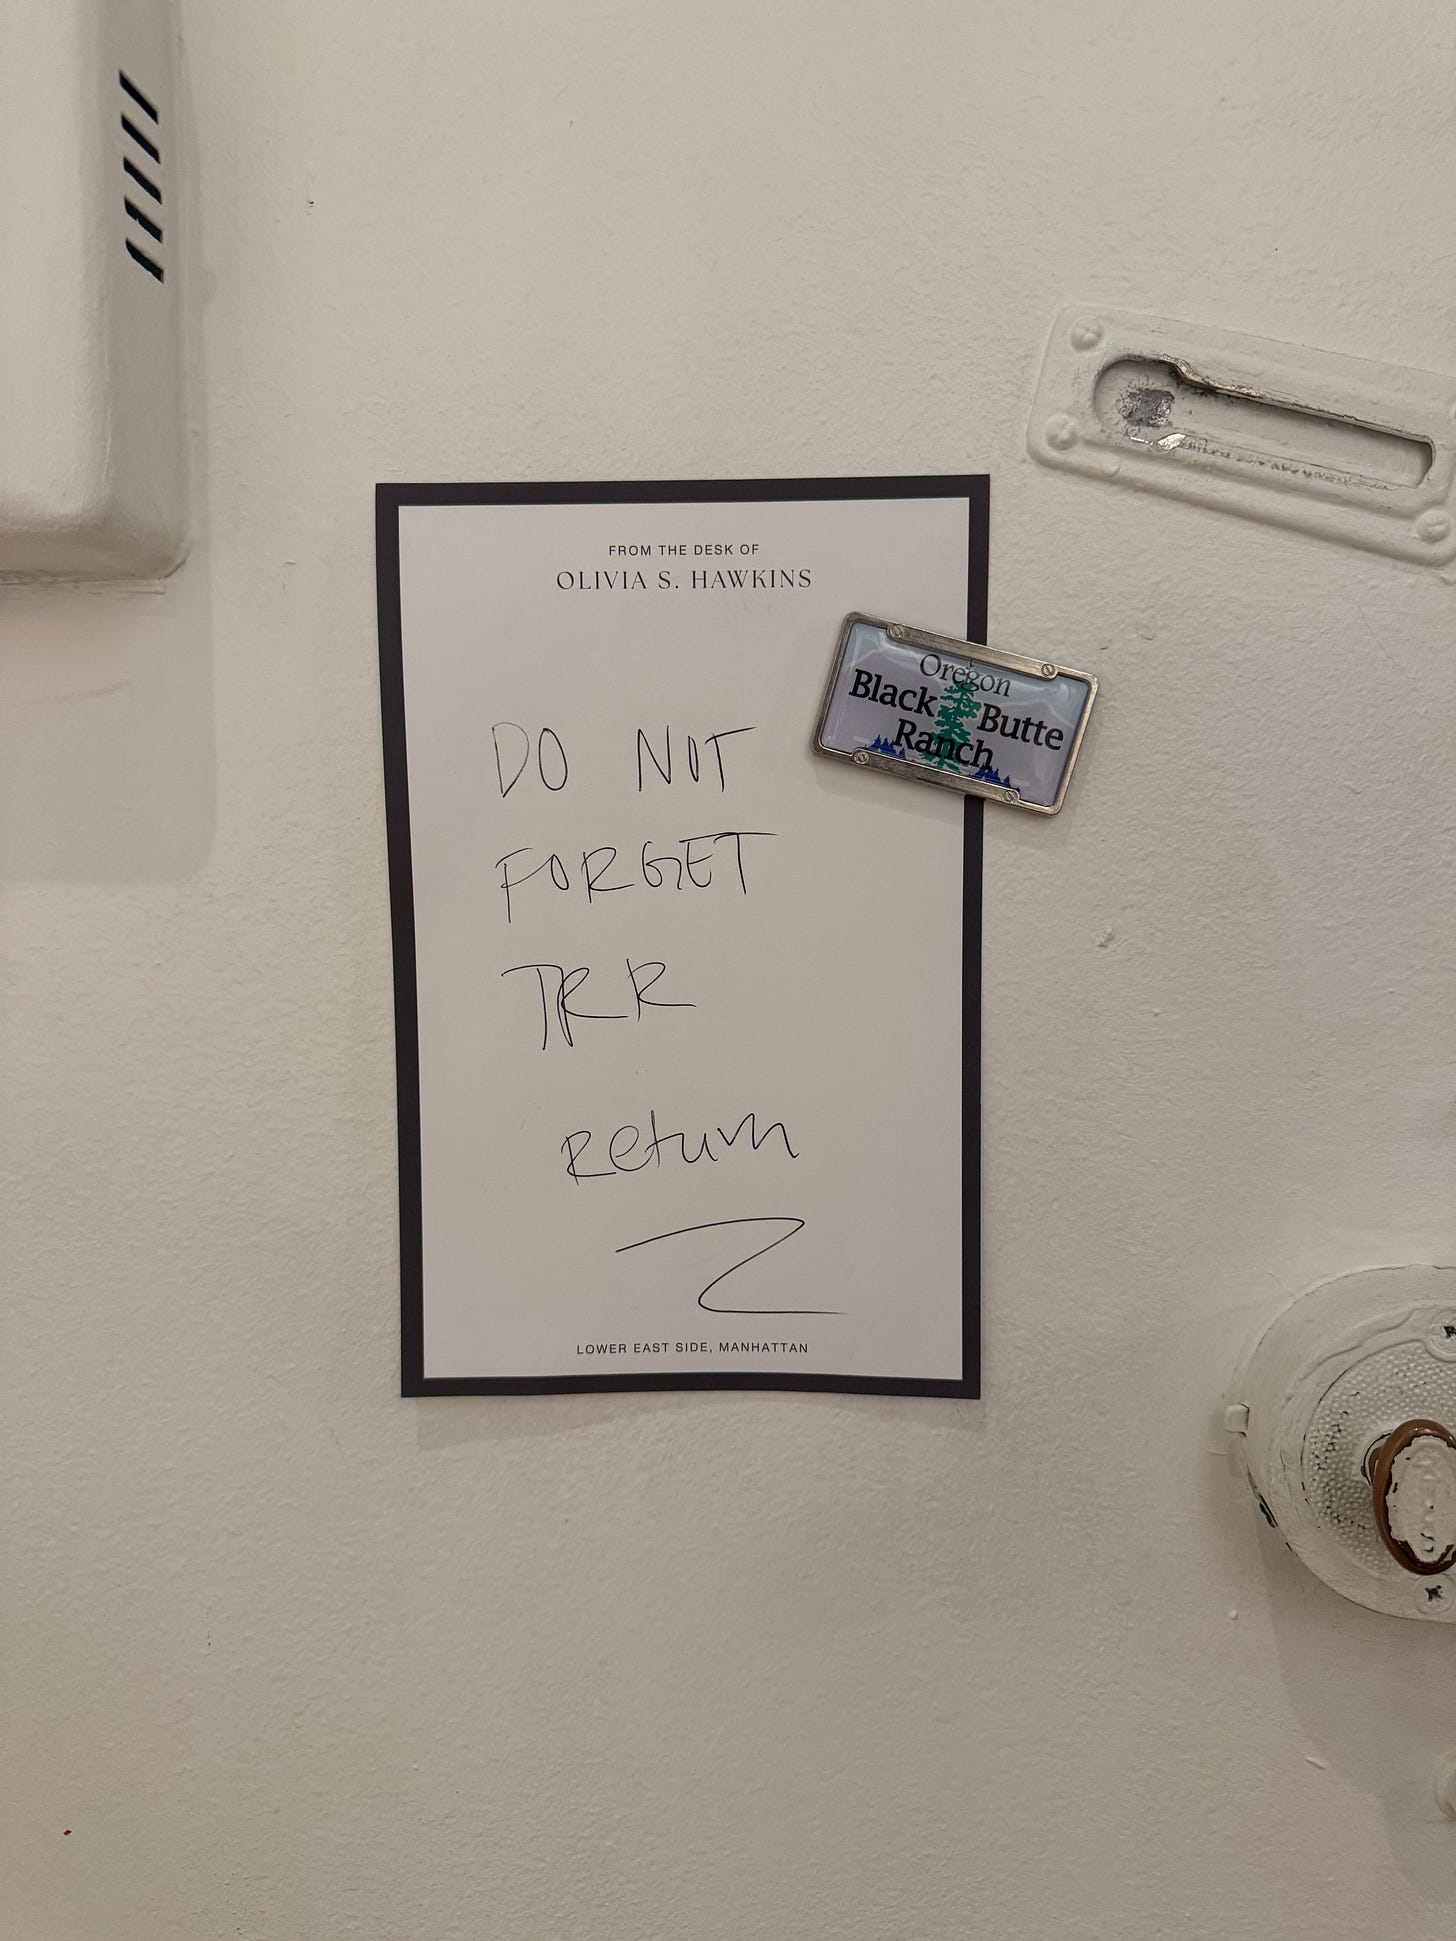 FROM THE DESK OF
OLIVIA S. HAWKINS
Oregon
Black Butte
Ranch
DO NOT
FORGET
TRR
Return
LOWER EAST SIDE, MANHATTAN